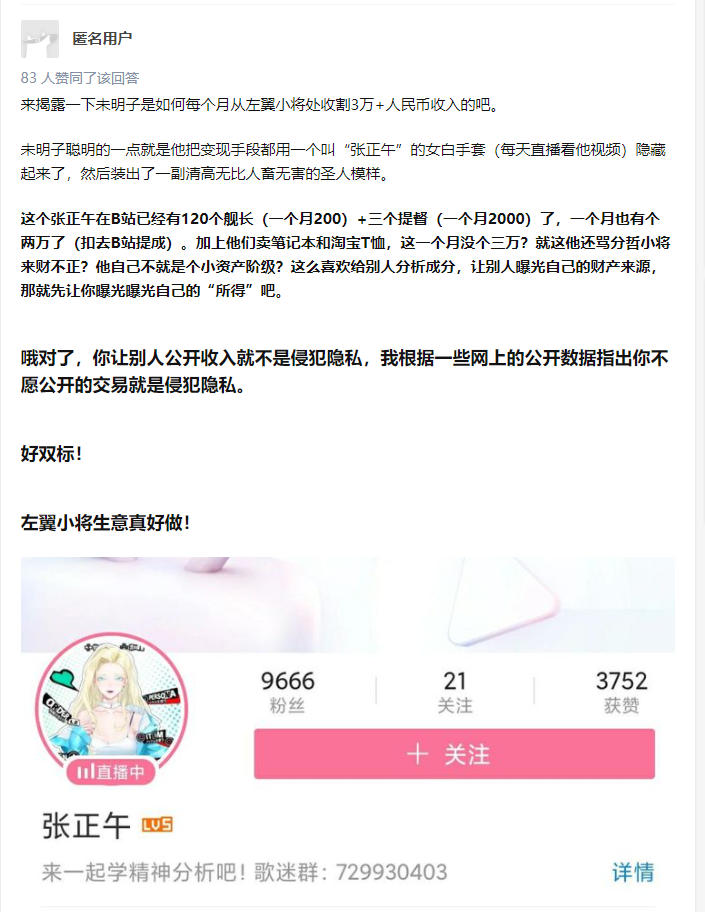 匿名用户
83 人赞同了该回答
来揭露一下未明子是如何每个月从左翼小将处收割3万+人民币收入的吧。
未明子聪明的一点就是他把变现手段都用一个叫“张正午”的女白手套（每天直播看他视频）隐藏
起来了，然后装出了一副清高无比人畜无害的圣人模样。
这个张正午在B站已经有120个舰长（一个月200）+三个提督（一个月2000）了，一个月也有个
两万了（扣去B站提成）。加上他们卖笔记本和淘宝T恤，这一个月没个三万？就这他还骂分哲小将
来财不正？他自己不就是个小资产阶级？这么喜欢给别人分析成分，让别人曝光自己的财产来源，
那就先让你曝光曝光自己的“所得”吧。
哦对了，你让别人公开收入就不是侵犯隐私，我根据一些网上的公开数据指出你不
愿公开的交易就是侵犯隐私。
好双标！
左翼小将生意真好做！
9666 21 3752
粉丝 关注 获赞
＋ 关注
直播中
张正午 LV5
来一起学精神分析吧！歌迷群：729930403 详情